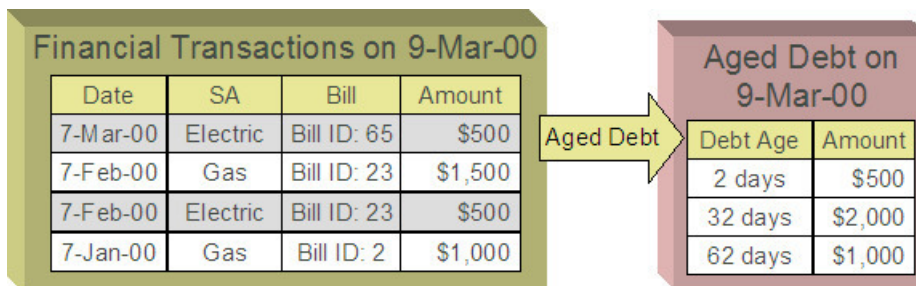 Financial Transactions on 9-Mar-00
Date SA Bill Amount
7-Mar-00 Electric Bill ID: 65 $500
7-Feb-00 Gas Bill ID: 23 $1,500
7-Feb-00 Electric Bill ID: 23 $500
7-Jan-00 Gas Bill ID: 2 $1,000
Aged Debt
Aged Debt on
9-Mar-00
Debt Age Amount
2 days $500
32 days $2,000
62 days $1,000